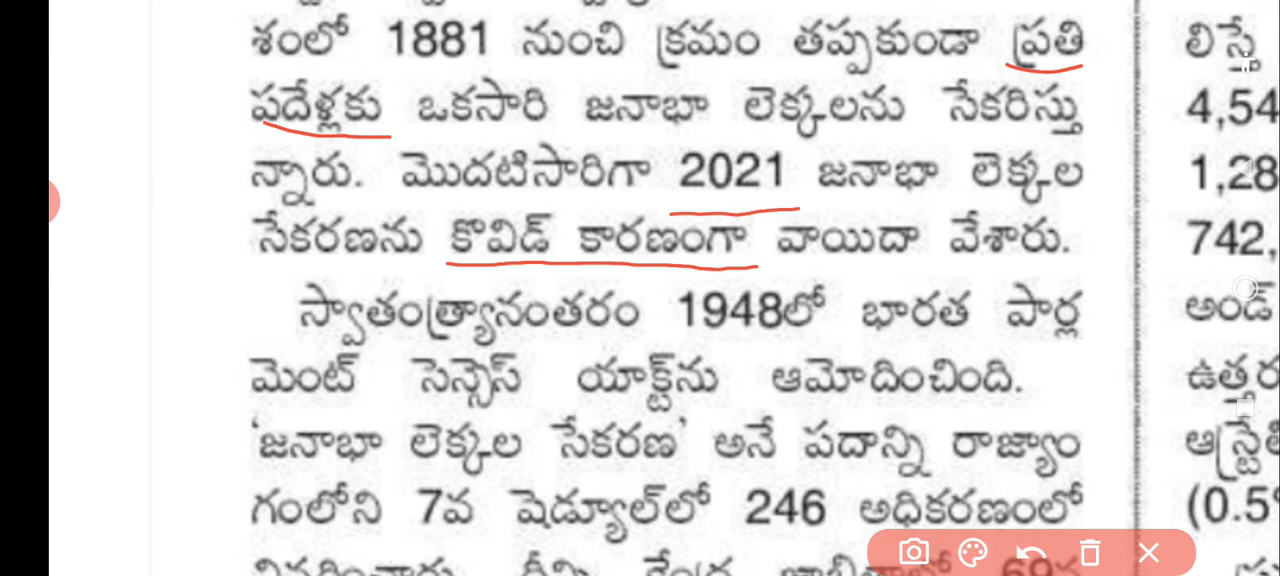 శంలో 1881 నుంచి క్రమం తప్పకుండా ప్రతి
పదేళ్లకు ఒకసారి జనాభా లెక్కలను సేకరిస్తు
న్నారు. మొదటిసారిగా 2021 జనాభా లెక్కల
సేకరణను కొవిడ్ కారణంగా వాయిదా వేశారు.
స్వాతంత్ర్యానంతరం 1948లో భారత పార్ల
మెంట్ సెన్సెస్ యాక్ట్‌ను ఆమోదించింది.
'జనాభా లెక్కల సేకరణ' అనే పదాన్ని రాజ్యాం
గంలోని 7వ షెడ్యూల్‌లో 246 అధికరణంలో
లిస్తే
4,54
1,28
742,
అండ్
ఉత్తర
(0.5